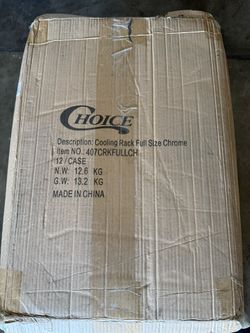 CHOICE
Description: Cooling Rack Full Size Chrome
Item NO.: 407CRKFULLCH
12 / CASE
N.W: 12.6 KG
G.W: 13.2 KG
MADE IN CHINA